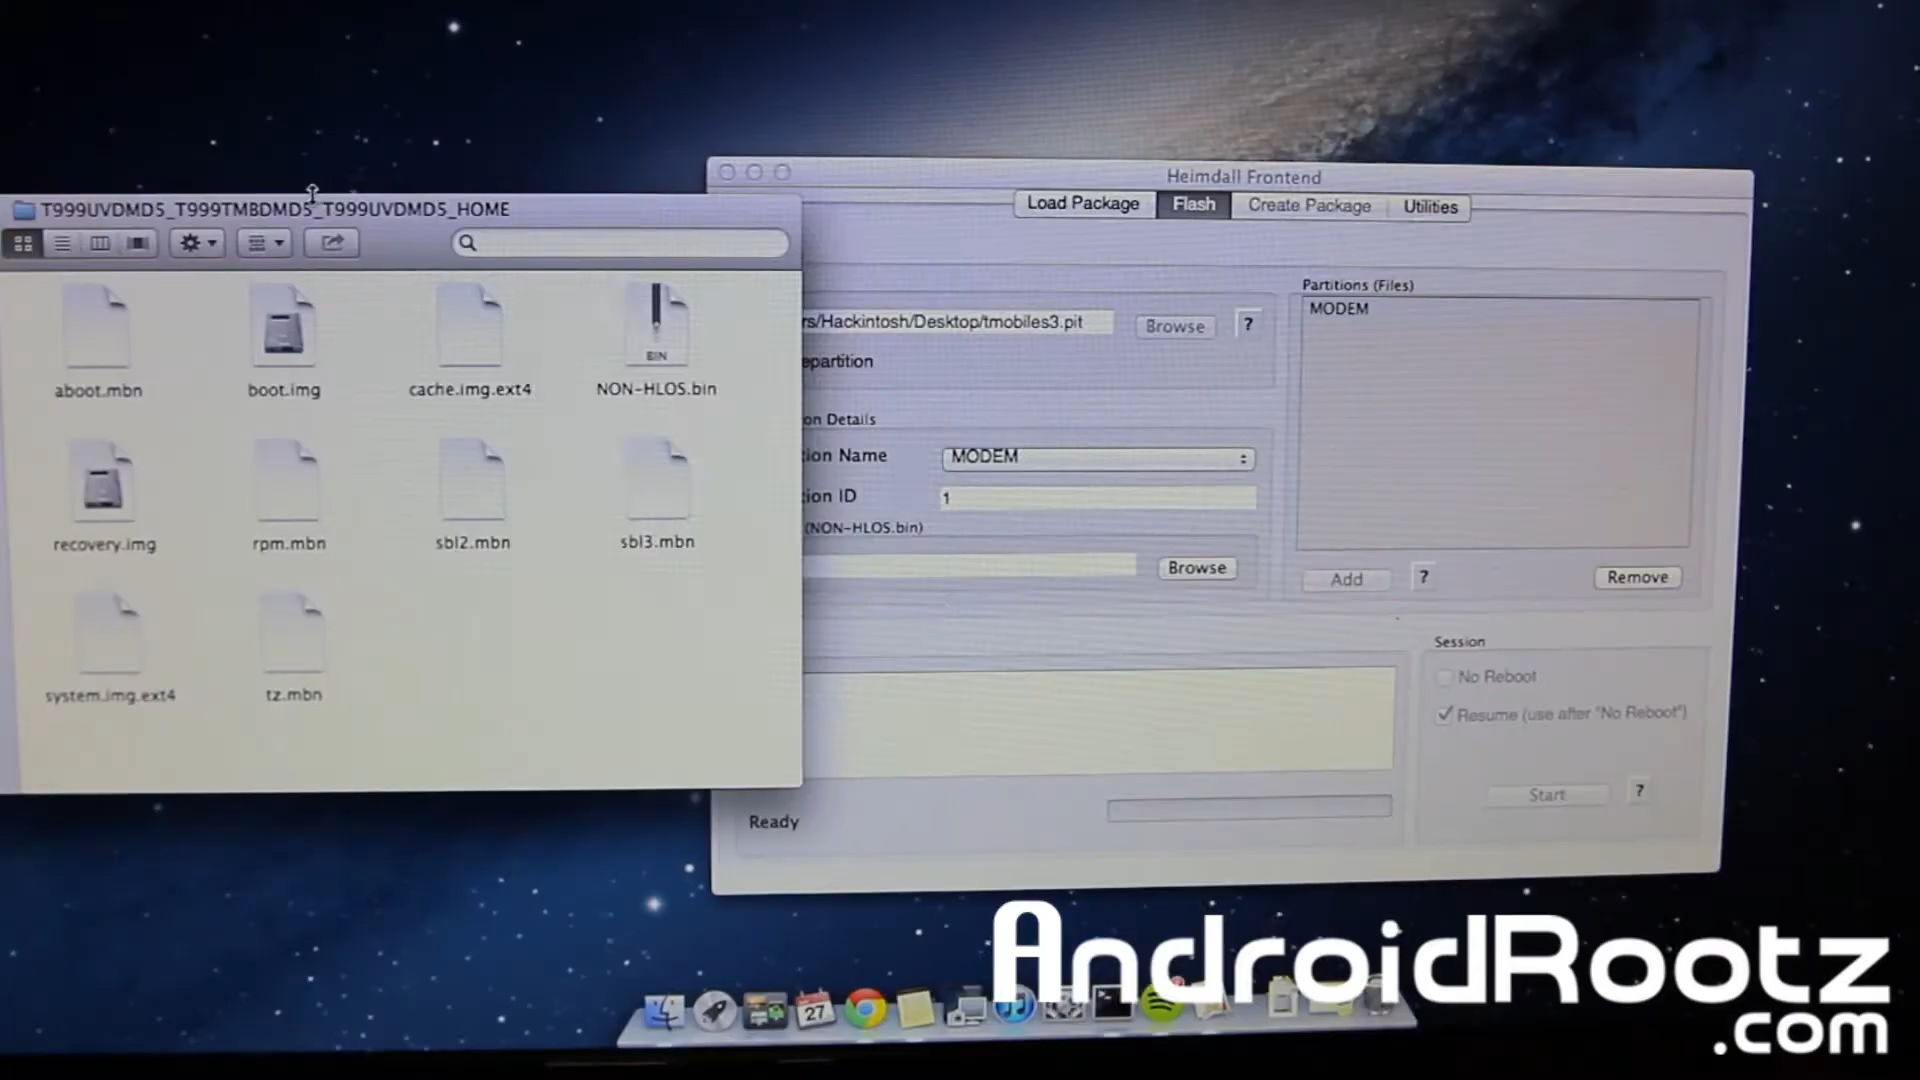 Heimdall Frontend
Load Package Flash Create Package Utilities
T999UVDMD5_T999TMBDMD5_T999UVDMD5_HOME
Partitions (Files)
MODEM
rs/Hackintosh/Desktop/tmobiles3.pit Browse ?
epartition
aboot.mbn boot.img cache.img.ext4 NON-HLOS.bin
BIN
on Details
ion Name MODEM
ion ID 1
(NON-HLOS.bin)
recovery.img rpm.mbn sbl2.mbn sbl3.mbn
Browse
Add ? Remove
system.img.ext4 tz.mbn
Session
No Reboot
Resume (use after "No Reboot")
Start ?
Ready
27
AndroidRootz
.com